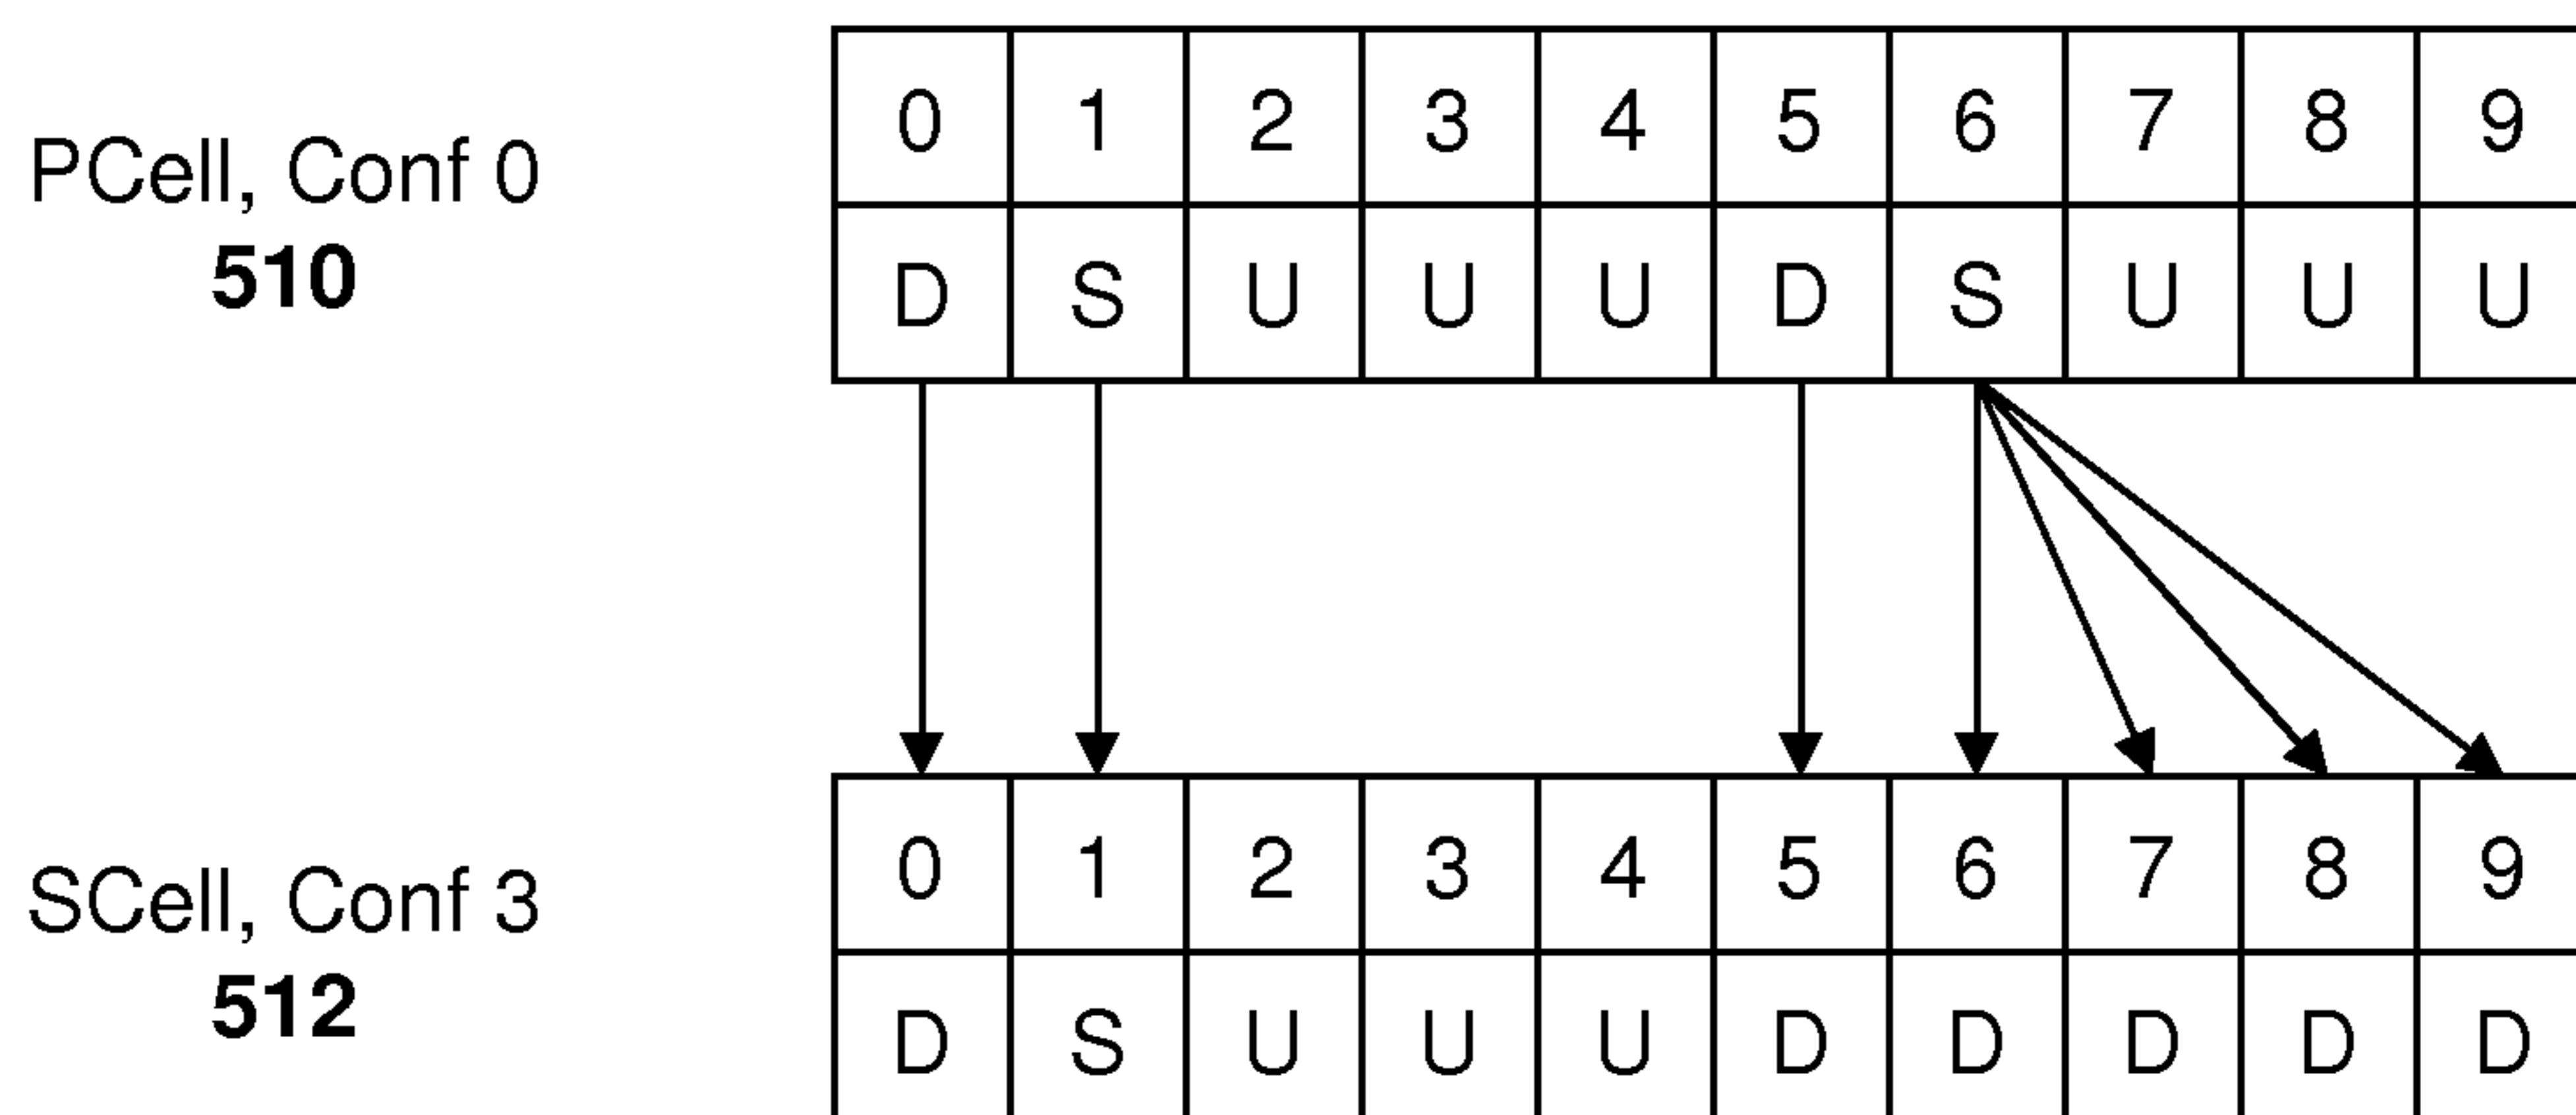 0 1 2 3 4 5 6 7 8 9
PCell, Conf 0
D S U U U D S U U U
510
0 1 2 3 4 5 6 7 8 9
SCell, Conf 3
D S U U U D D D D D
512